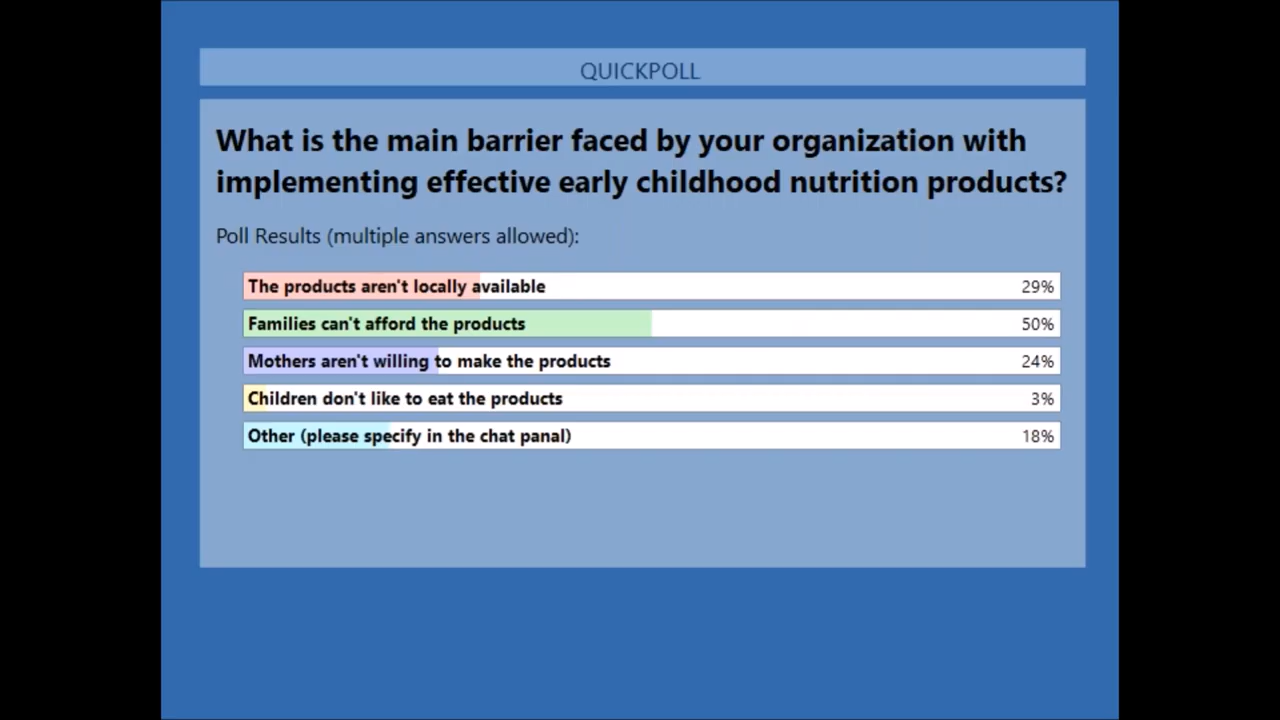 QUICKPOLL
What is the main barrier faced by your organization with
implementing effective early childhood nutrition products?
Poll Results (multiple answers allowed):
The products aren't locally available 29%
Families can't afford the products 50%
Mothers aren't willing to make the products 24%
Children don't like to eat the products 3%
Other (please specify in the chat panal) 18%